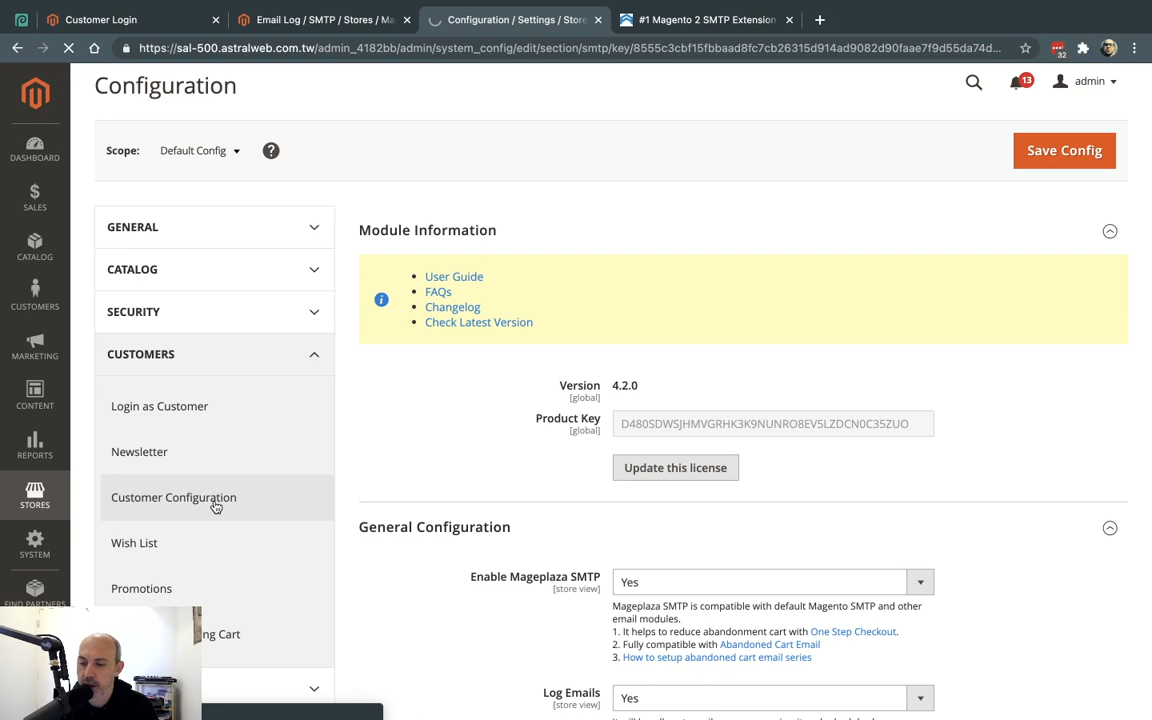 Customer Login
Email Log / SMTP / Stores / Ma
Configuration / Settings / Store
#1 Magento 2 SMTP Extension
https://sal-500.astralweb.com.tw/admin_4182bb/admin/system_config/edit/section/smtp/key/8555c3cbf15fbbaad8fc7cb26315d914ad9082d90faae7f9d55da74d...
32
Configuration
13
admin
Scope:
Default Config
?
Save Config
DASHBOARD
SALES
CATALOG
CUSTOMERS
MARKETING
CONTENT
REPORTS
STORES
SYSTEM
FIND PARTNERS
GENERAL
CATALOG
SECURITY
CUSTOMERS
Login as Customer
Newsletter
Customer Configuration
Wish List
Promotions
ng Cart
Module Information
User Guide
FAQs
Changelog
Check Latest Version
Version
[global]
4.2.0
Product Key
[global]
D480SDWSJHMVGRHK3K9NUNRO8EV5LZDCN0C35ZUO
Update this license
General Configuration
Enable Mageplaza SMTP
[store view]
Yes
Mageplaza SMTP is compatible with default Magento SMTP and other
email modules.
1. It helps to reduce abandonment cart with One Step Checkout.
2. Fully compatible with Abandoned Cart Email
3. How to setup abandoned cart email series
Log Emails
[store view]
Yes